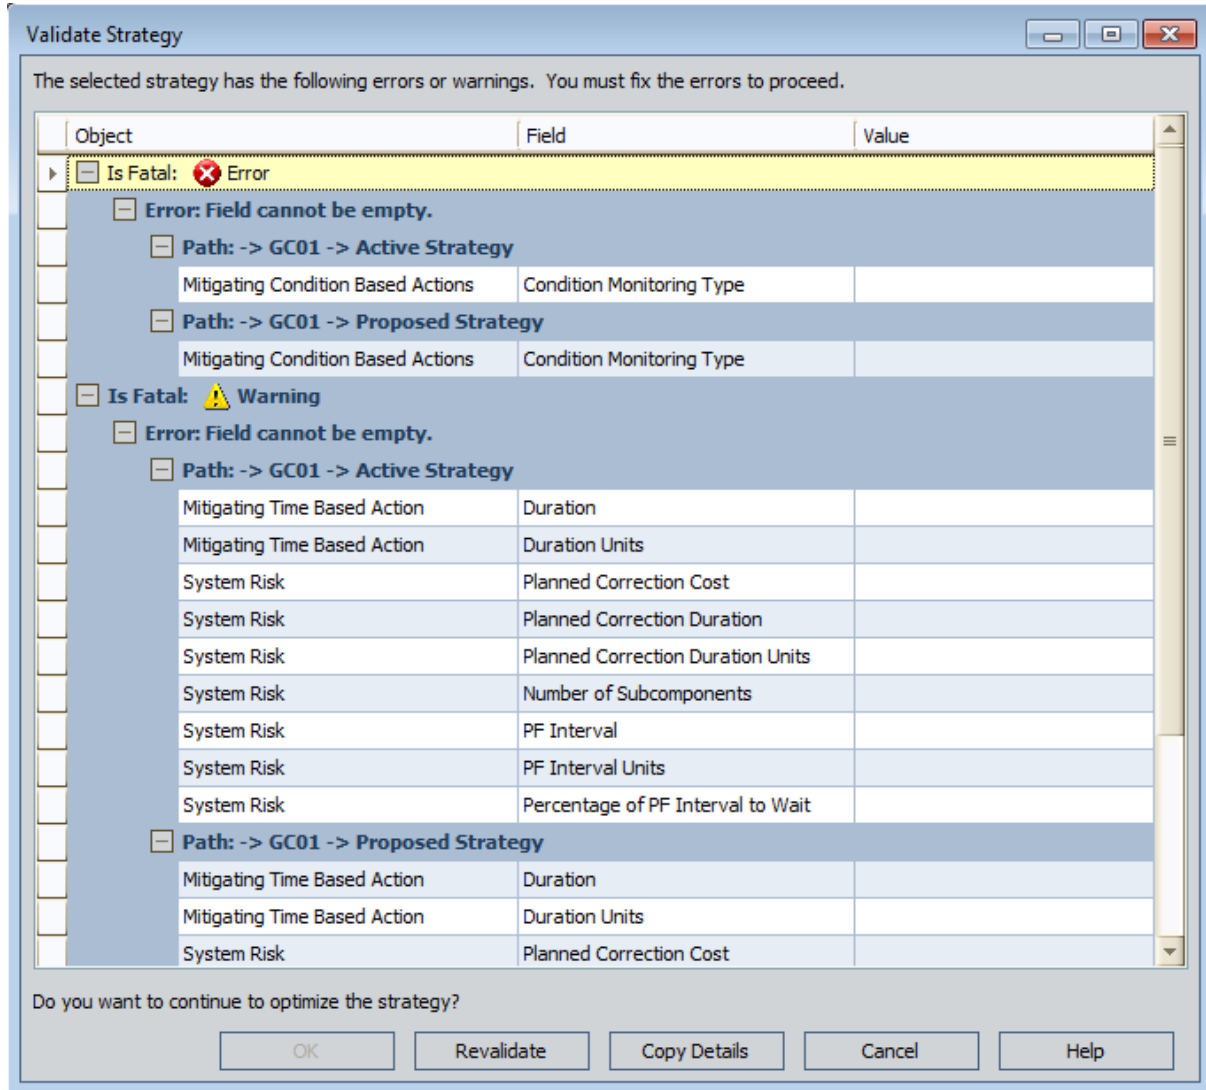 Validate Strategy
The selected strategy has the following errors or warnings.  You must fix the errors to proceed.
Object Field Value
Is Fatal: Error
Error: Field cannot be empty.
Path: -> GC01 -> Active Strategy
Mitigating Condition Based Actions Condition Monitoring Type
Path: -> GC01 -> Proposed Strategy
Mitigating Condition Based Actions Condition Monitoring Type
Is Fatal: Warning
Error: Field cannot be empty.
Path: -> GC01 -> Active Strategy
Mitigating Time Based Action Duration
Mitigating Time Based Action Duration Units
System Risk Planned Correction Cost
System Risk Planned Correction Duration
System Risk Planned Correction Duration Units
System Risk Number of Subcomponents
System Risk PF Interval
System Risk PF Interval Units
System Risk Percentage of PF Interval to Wait
Path: -> GC01 -> Proposed Strategy
Mitigating Time Based Action Duration
Mitigating Time Based Action Duration Units
System Risk Planned Correction Cost
Do you want to continue to optimize the strategy?
OK Revalidate Copy Details Cancel Help